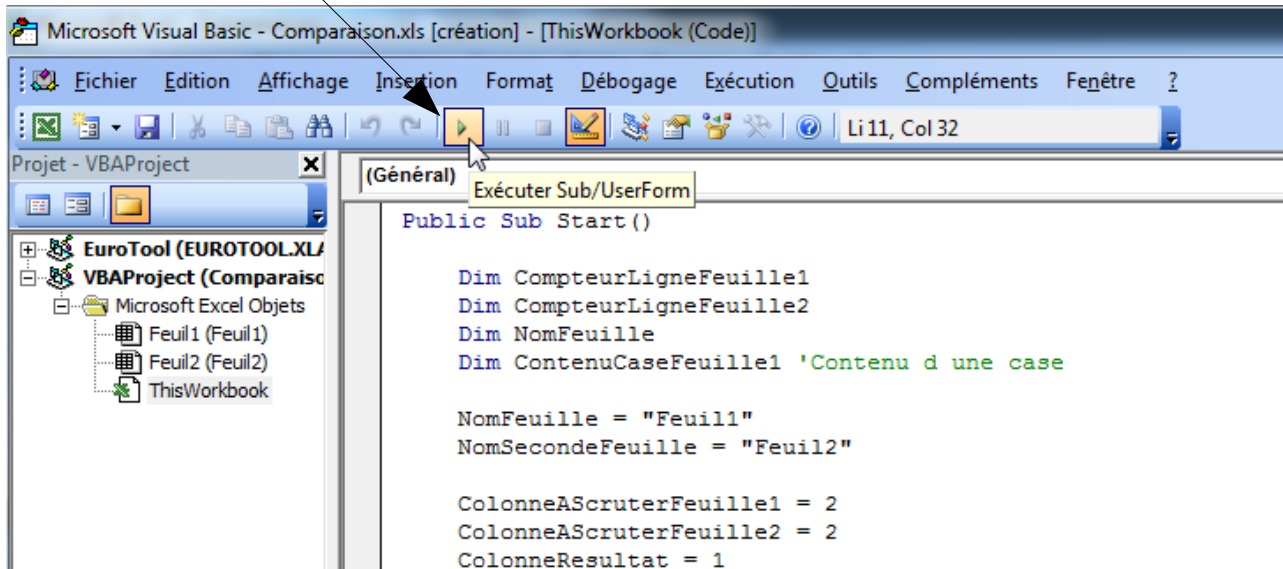 Microsoft Visual Basic - Comparaison.xls [création] - [ThisWorkbook (Code)]
Fichier Edition Affichage Insertion Format Débogage Exécution Outils Compléments Fenêtre ?
Li 11, Col 32
Projet - VBAProject
(Général)
Exécuter Sub/UserForm
EuroTool (EUROTOOL.XLA
VBAProject (Comparaiso
Microsoft Excel Objets
Feuil1 (Feuil1)
Feuil2 (Feuil2)
ThisWorkbook
Public Sub Start()
Dim CompteurLigneFeuille1
Dim CompteurLigneFeuille2
Dim NomFeuille
Dim ContenuCaseFeuille1 'Contenu d une case
NomFeuille = "Feuil1"
NomSecondeFeuille = "Feuil2"
ColonneAScruterFeuille1 = 2
ColonneAScruterFeuille2 = 2
ColonneResultat = 1